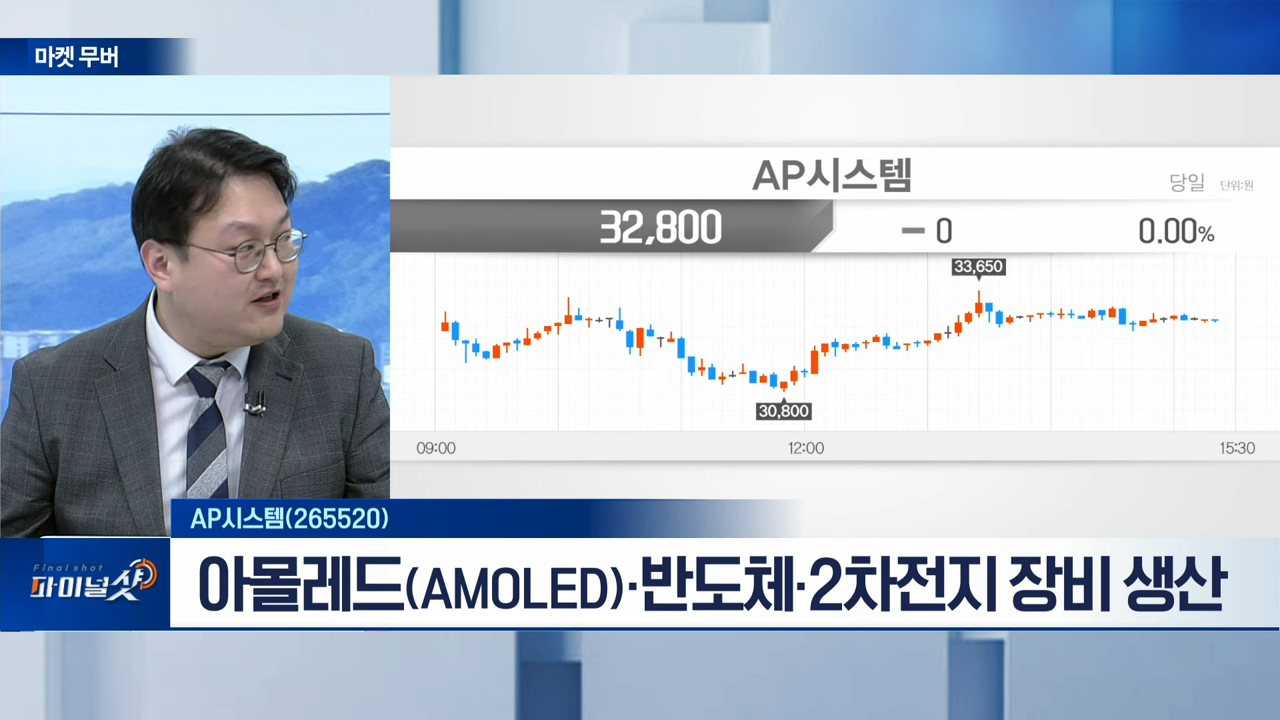 마켓 무버
AP시스템
당일 단위:원
32,800 0 0.00%
33,650
30,800
09:00 12:00 15:30
AP시스템(265520)
Final shot
파이널샷
아몰레드(AMOLED)·반도체·2차전지 장비 생산